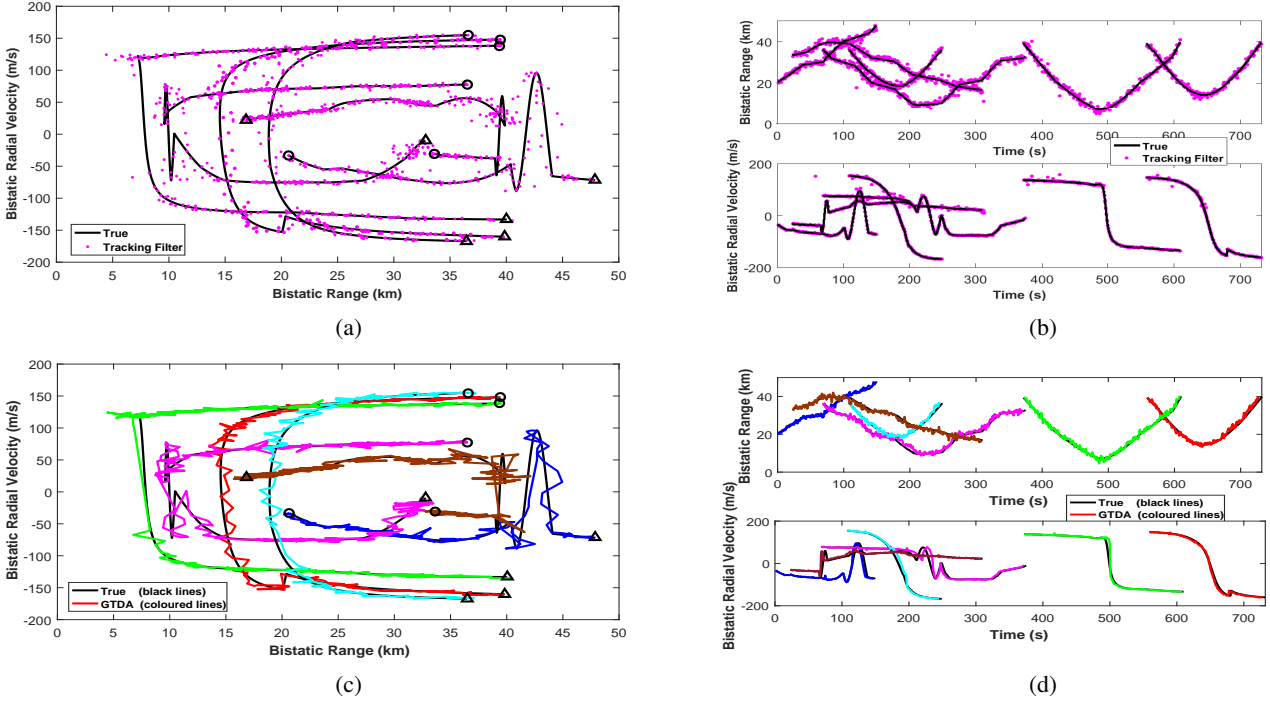 200
150
100
50
0
-50
-100
-150
-200
Bistatic Radial Velocity (m/s)
True
Tracking Filter
0 5 10 15 20 25 30 35 40 45 50
Bistatic Range (km)
(a)
Bistatic Range (km)
40
20
0
0 100 200 300 400 500 600 700
Time (s)
True
Tracking Filter
Bistatic Radial Velocity (m/s)
200
0
-200
0 100 200 300 400 500 600 700
Time (s)
(b)
200
150
100
50
0
-50
-100
-150
-200
Bistatic Radial Velocity (m/s)
True (black lines)
GTDA (coloured lines)
0 5 10 15 20 25 30 35 40 45 50
Bistatic Range (km)
(c)
Bistatic Range (km)
60
40
20
0
0 100 200 300 400 500 600 700
Time (s)
True (black lines)
GTDA (coloured lines)
Bistatic Radial Velocity (m/s)
200
0
-200
0 100 200 300 400 500 600 700
Time (s)
(d)